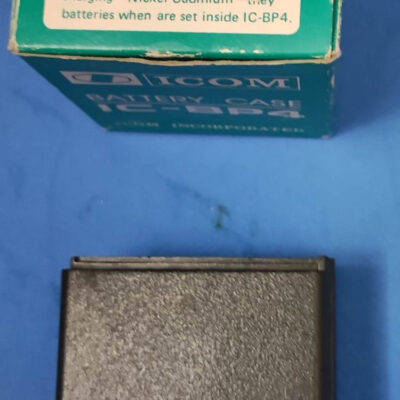 charging "Nickel-Cadmium" they
batteries when are set inside IC-BP4.
ICOM
BATTERY CASE
IC-BP4
ICOM INCORPORATED